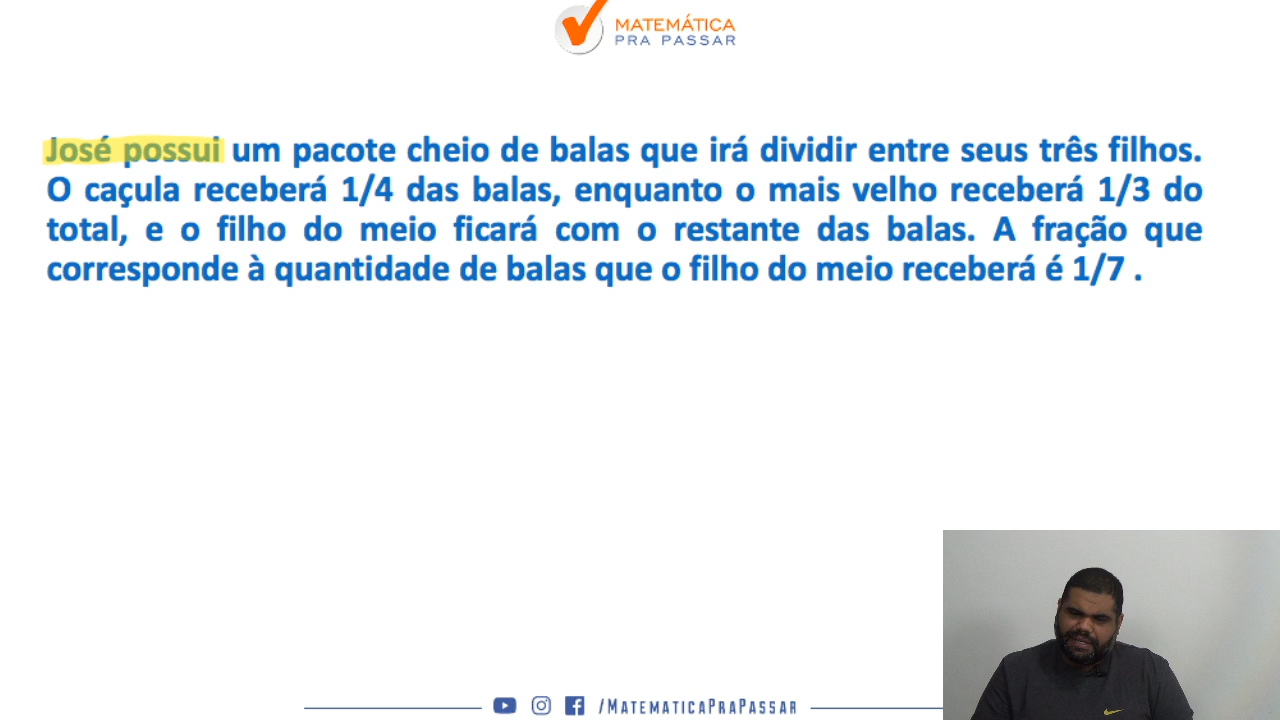 MATEMÁTICA
PRA PASSAR
José possui um pacote cheio de balas que irá dividir entre seus três filhos.
O caçula receberá 1/4 das balas, enquanto o mais velho receberá 1/3 do
total, e o filho do meio ficará com o restante das balas. A fração que
corresponde à quantidade de balas que o filho do meio receberá é 1/7 .
/MATEMATICAPRAPASSAR